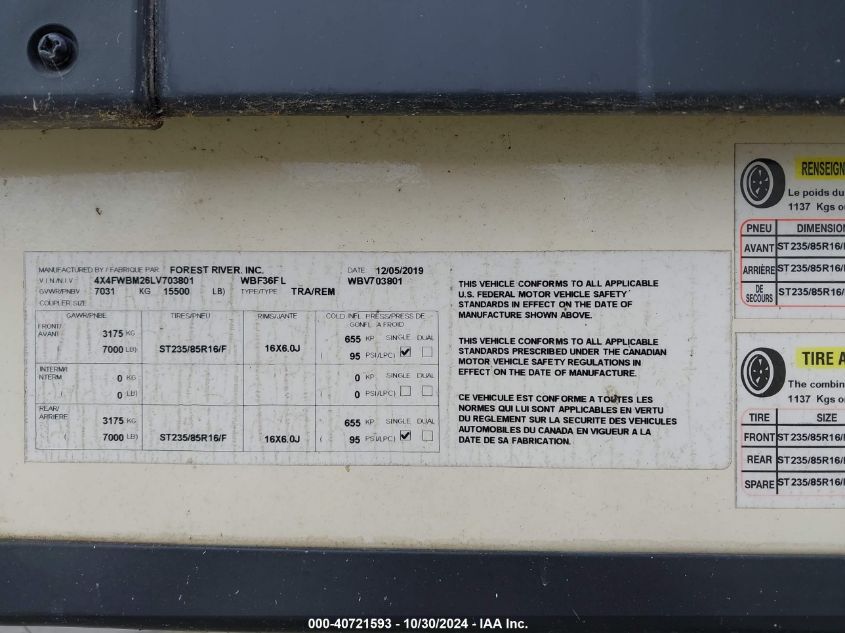 MANUFACTURED BY / FABRIQUE PAR FOREST RIVER, INC. DATE 12/05/2019
V.I.N./N.I.V 4X4FWBM26LV703801 WBF36FL WBV703801
GVWR/PNBV 7031 KG 15500 LB) TYPE/TYPE TRA/REM
COUPLER SIZE
GAWR/PNBE TIRES/PNEU RIMS/JANTE COLD INFL. PRESS/PRESS DE GONFL. A FROID
FRONT/ AVANT 3175 KG 655 KP. SINGLE DUAL
7000 LB) ST235/85R16/F 16X6.0J ( 95 PSI/LPC)
INTERM/ INTERM 0 KG 0 KP. SINGLE DUAL
( 0 LB) ( 0 PSI/LPC)
REAR/ ARRIERE 3175 KG 655 KP. SINGLE DUAL
( 7000 LB) ST235/85R16/F 16X6.0J ( 95 PSI/LPC)
THIS VEHICLE CONFORMS TO ALL APPLICABLE
U.S. FEDERAL MOTOR VEHICLE SAFETY
STANDARDS IN EFFECT ON THE DATE OF
MANUFACTURE SHOWN ABOVE.
THIS VEHICLE CONFORMS TO ALL APPLICABLE
STANDARDS PRESCRIBED UNDER THE CANADIAN
MOTOR VEHICLE SAFETY REGULATIONS IN
EFFECT ON THE DATE OF MANUFACTURE.
CE VEHICULE EST CONFORME A TOUTES LES
NORMES QUI LUI SONT APPLICABLES EN VERTU
DU REGLEMENT SUR LA SECURITE DES VEHICULES
AUTOMOBILES DU CANADA EN VIGUEUR A LA
DATE DE SA FABRICATION.
RENSEIGN
Le poids du
1137 Kgs ou
PNEU DIMENSION
AVANT ST235/85R16/
ARRIÈRE ST235/85R16/
DE SECOURS ST235/85R16/
TIRE A
The combin
1137 Kgs o
TIRE SIZE
FRONT ST235/85R16/
REAR ST235/85R16/
SPARE ST235/85R16/
000-40721593 - 10/30/2024 - IAA Inc.